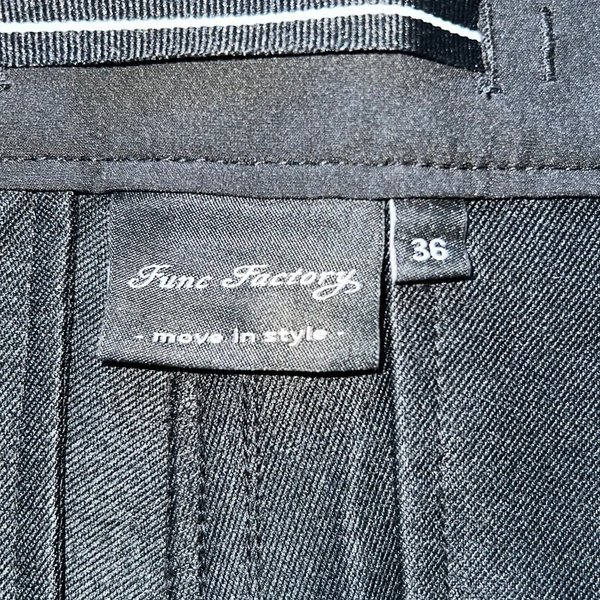 Func Factory
- move in style -
36